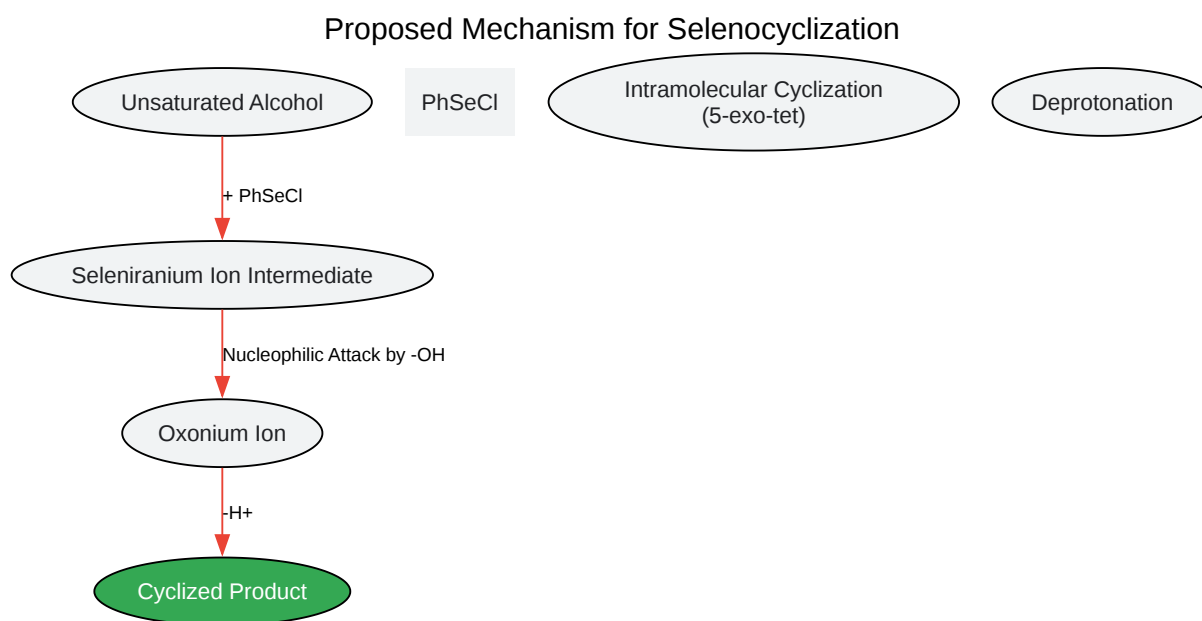 Proposed Mechanism for Selenocyclization
Unsaturated Alcohol
PhSeCl
Intramolecular Cyclization
(5-exo-tet)
Deprotonation
+ PhSeCl
Seleniranium Ion Intermediate
Nucleophilic Attack by -OH
Oxonium Ion
-H+
Cyclized Product